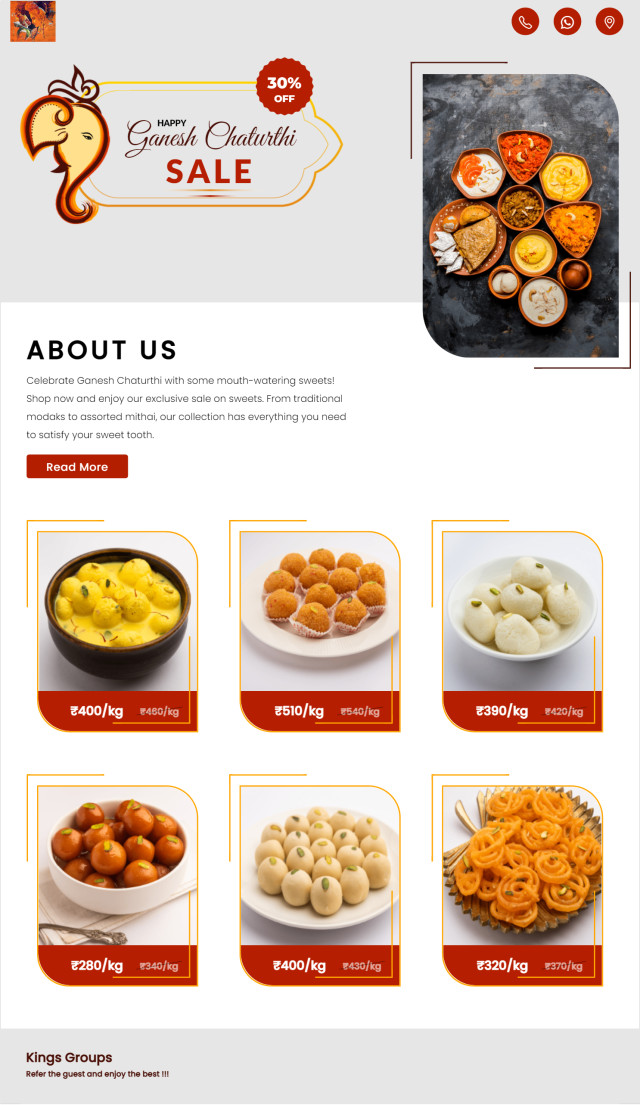 30%
OFF
HAPPY
Ganesh Chaturthi
SALE
ABOUT US
Celebrate Ganesh Chaturthi with some mouth-watering sweets!
Shop now and enjoy our exclusive sale on sweets. From traditional
modaks to assorted mithai, our collection has everything you need
to satisfy your sweet tooth.
Read More
₹400/kg ₹460/kg
₹510/kg ₹540/kg
₹390/kg ₹420/kg
₹280/kg ₹340/kg
₹400/kg ₹430/kg
₹320/kg ₹370/kg
Kings Groups
Refer the guest and enjoy the best !!!